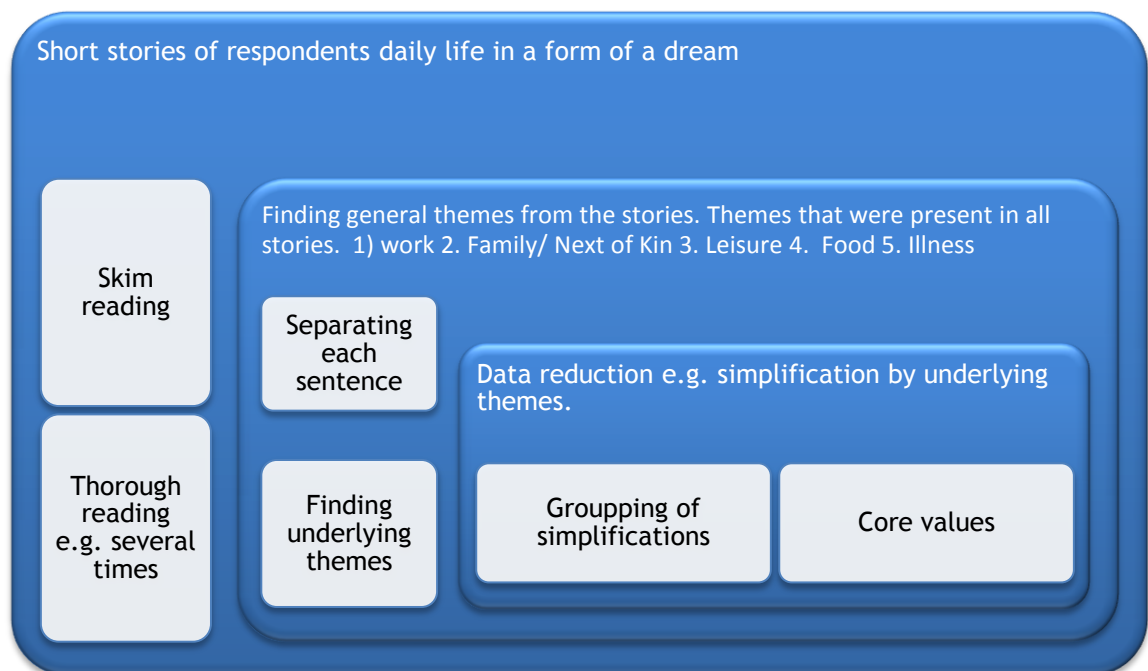 Short stories of respondents daily life in a form of a dream
Skim
reading
Thorough
reading
e.g. several
times
Finding general themes from the stories. Themes that were present in all
stories.  1) work 2. Family/ Next of Kin 3. Leisure 4.  Food 5. Illness
Separating
each
sentence
Finding
underlying
themes
Data reduction e.g. simplification by underlying
themes.
Groupping of
simplifications
Core values